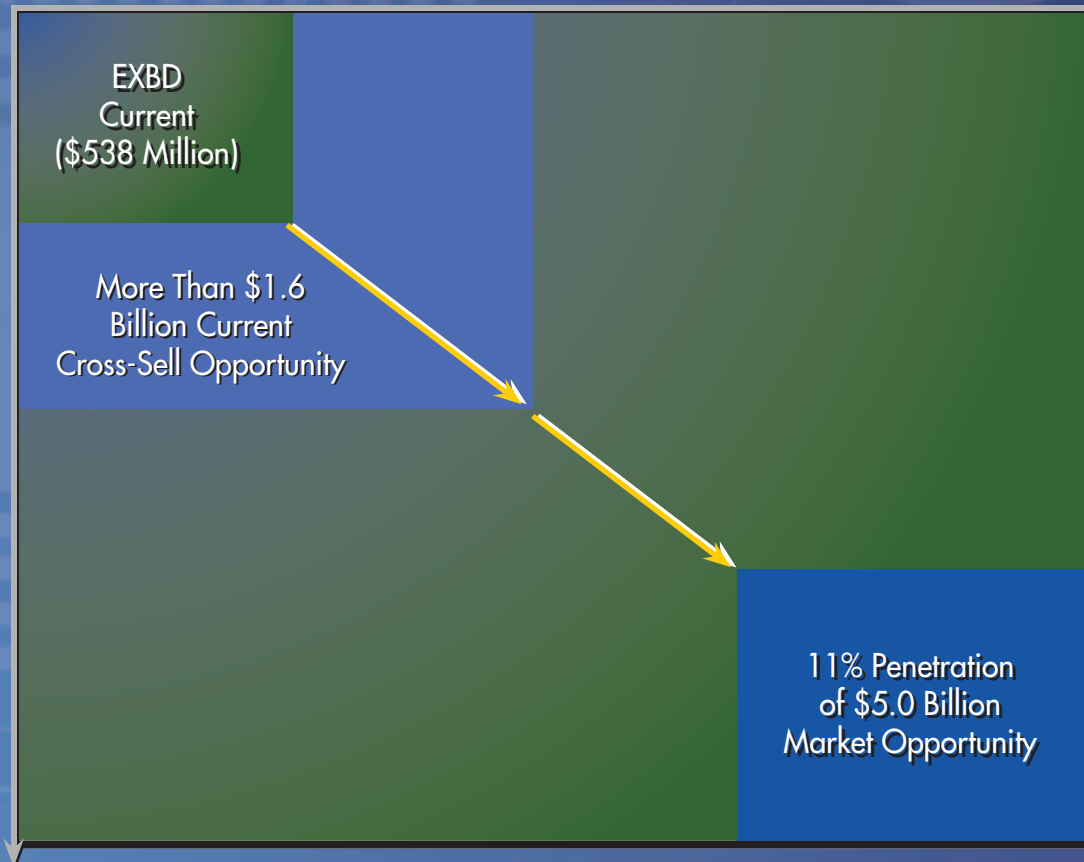 EXBD
Current
($538 Million)
More Than $1.6
Billion Current
Cross-Sell Opportunity
11% Penetration
of $5.0 Billion
Market Opportunity